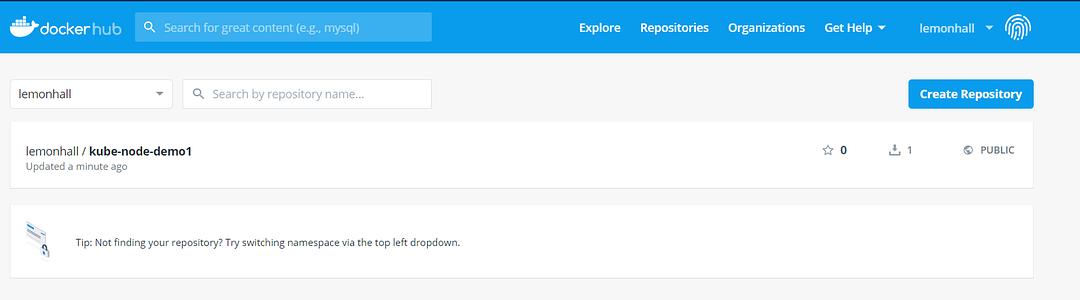 dockerhub Search for great content (e.g., mysql) Explore Repositories Organizations Get Help lemonhall
lemonhall Search by repository name... Create Repository
lemonhall / kube-node-demo1 0 1 PUBLIC
Updated a minute ago
Tip: Not finding your repository? Try switching namespace via the top left dropdown.